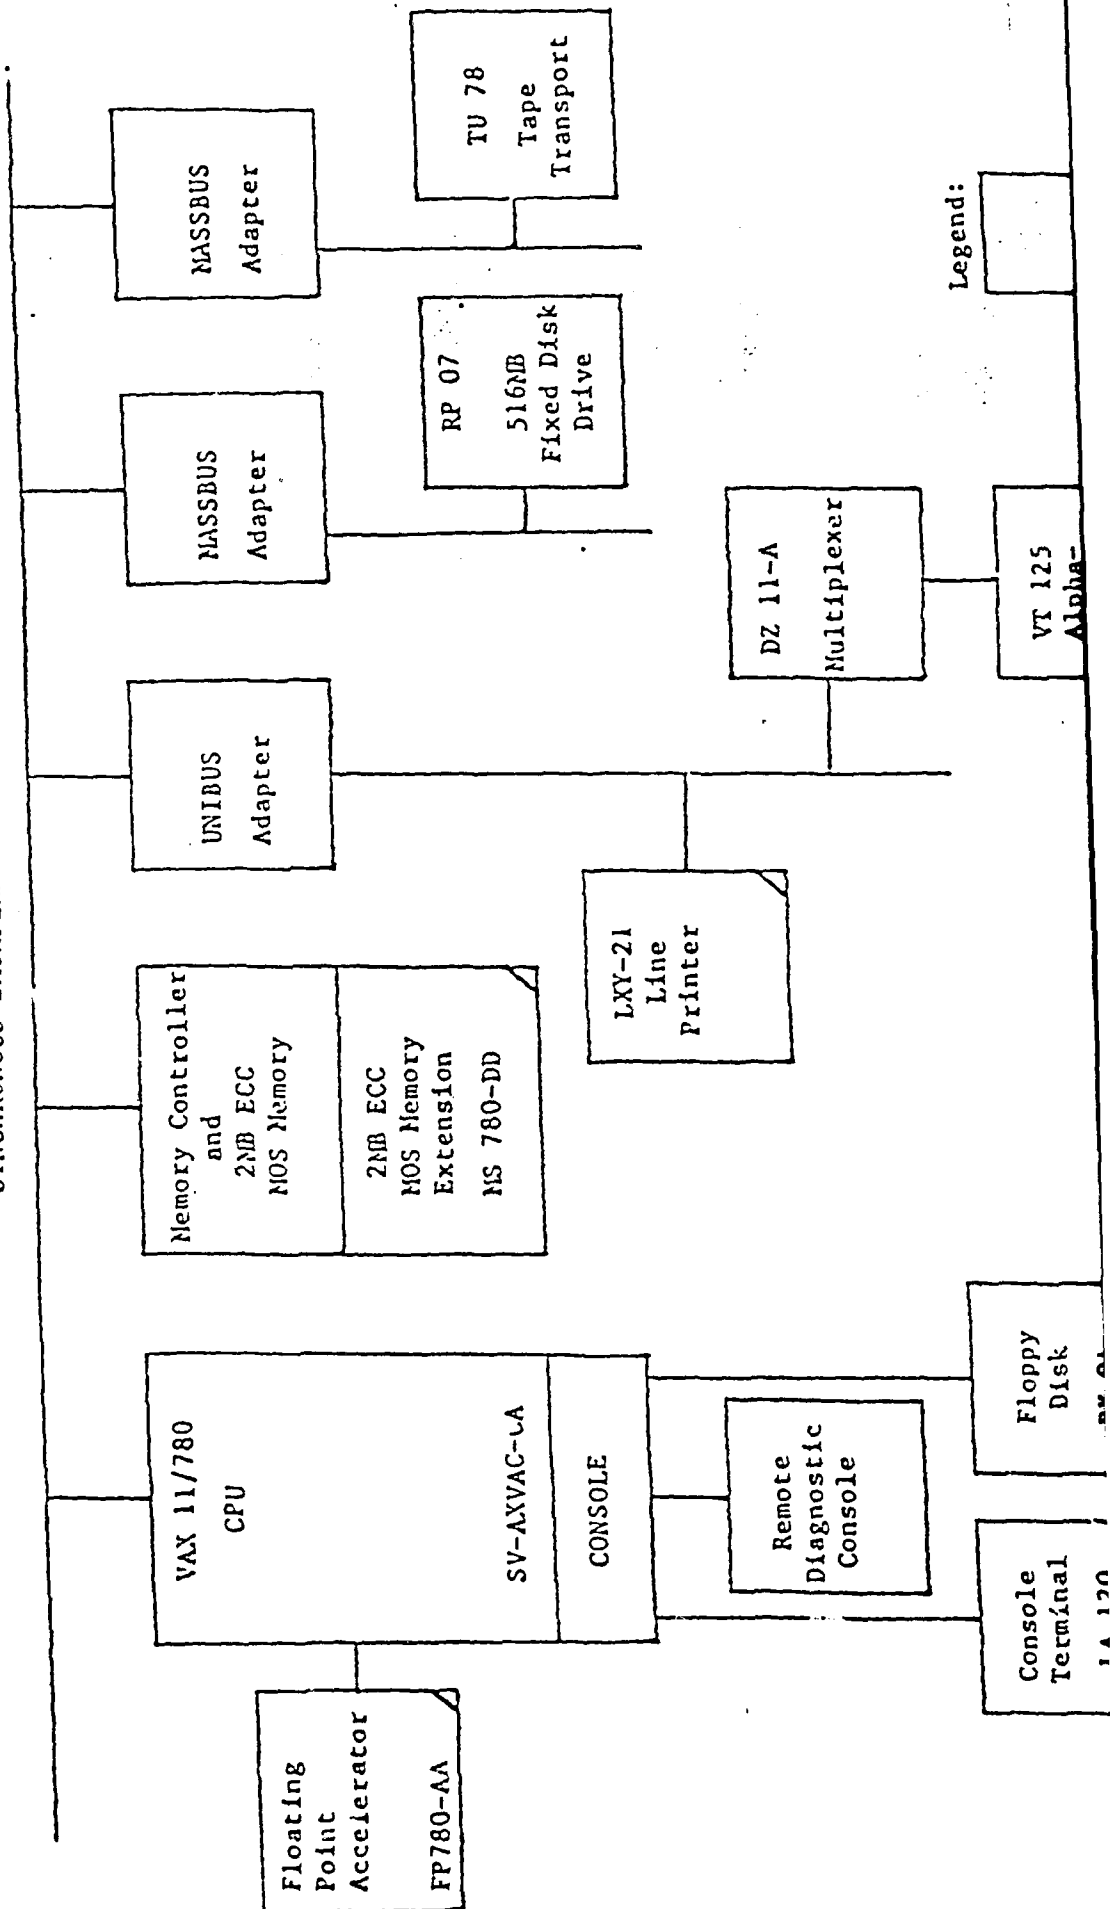 Floating
Point
Accelerator
FP780-AA
VAX 11/780
CPU
CONSOLE
Console
Terminal
Remote
Diagnostic
Console
Floppy
Disk
Memory Controller
and
2MB ECC
MOS Memory
2MB ECC
MOS Memory
Extension
MS 780-DD
UNIBUS
Adapter
LXY-21
Line
Printer
DZ 11-A
Multiplexer
VT 125
Alpha-
MASSBUS
Adapter
RP 07
516MB
Fixed Disk
Drive
MASSBUS
Adapter
TU 78
Tape
Transport
Legend: